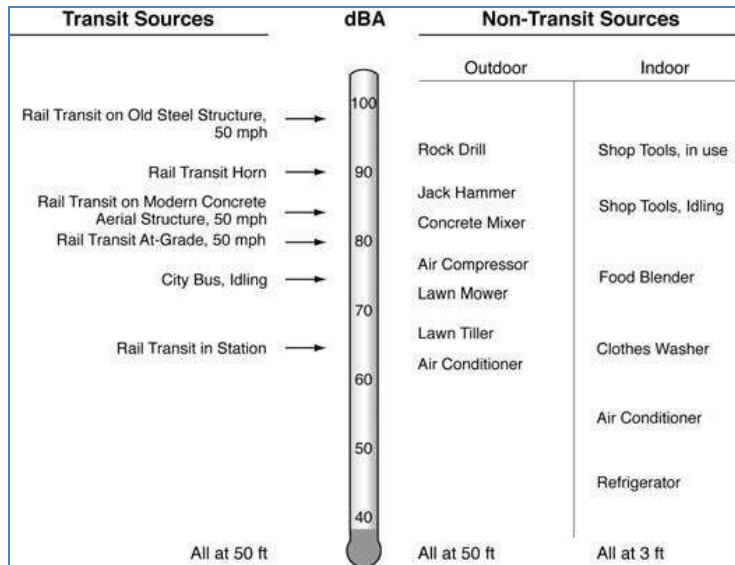 Transit Sources
dBA
Non-Transit Sources
Outdoor
Indoor
Rail Transit on Old Steel Structure,
50 mph
Rail Transit Horn
Rail Transit on Modern Concrete
Aerial Structure, 50 mph
Rail Transit At-Grade, 50 mph
City Bus, Idling
Rail Transit in Station
All at 50 ft
100
90
80
70
60
50
40
Rock Drill
Jack Hammer
Concrete Mixer
Air Compressor
Lawn Mower
Lawn Tiller
Air Conditioner
All at 50 ft
Shop Tools, in use
Shop Tools, Idling
Food Blender
Clothes Washer
Air Conditioner
Refrigerator
All at 3 ft